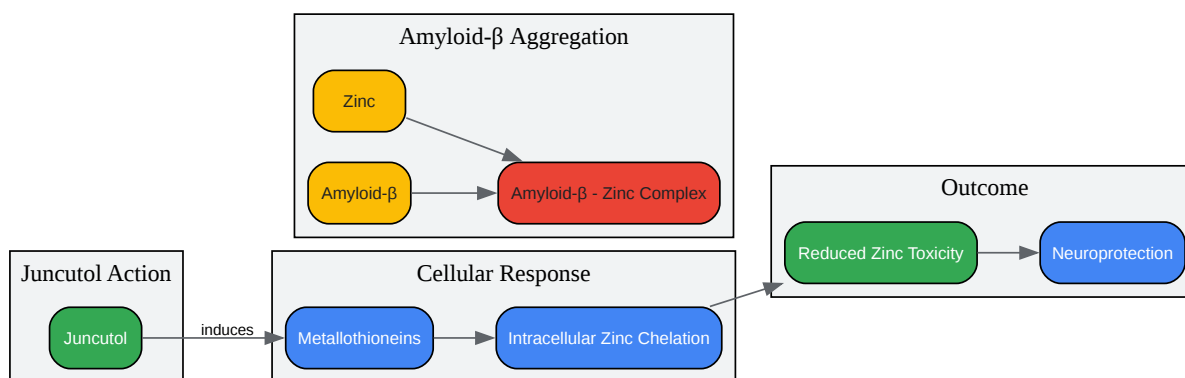 Amyloid-β Aggregation
Zinc
Amyloid-β
Amyloid-β - Zinc Complex
Outcome
Reduced Zinc Toxicity
Neuroprotection
Juncutol Action
Juncutol
induces
Cellular Response
Metallothioneins
Intracellular Zinc Chelation